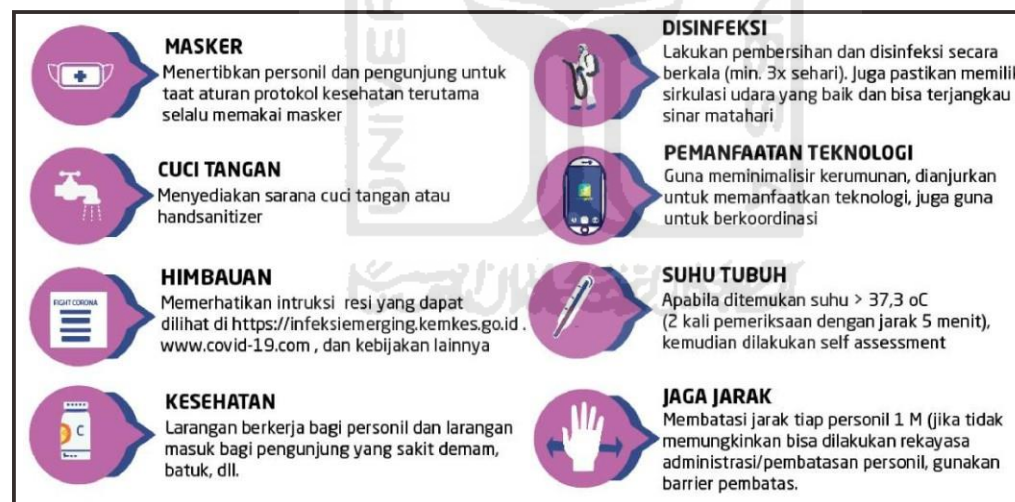 MASKER
Menertibkan personil dan pengunjung untuk
taat aturan protokol kesehatan terutama
selalu memakai masker
CUCI TANGAN
Menyediakan sarana cuci tangan atau
handsanitizer
FIGHT CORONA
HIMBAUAN
Memerhatikan intruksi resi yang dapat
dilihat di https://infeksiemerging.kemkes.go.id .
www.covid-19.com , dan kebijakan lainnya
C
KESEHATAN
Larangan berkerja bagi personil dan larangan
masuk bagi pengunjung yang sakit demam,
batuk, dll.
DISINFEKSI
Lakukan pembersihan dan disinfeksi secara
berkala (min. 3x sehari). Juga pastikan memili
sirkulasi udara yang baik dan bisa terjangkau
sinar matahari
PEMANFAATAN TEKNOLOGI
Guna meminimalisir kerumunan, dianjurkan
untuk memanfaatkan teknologi, juga guna
untuk berkoordinasi
SUHU TUBUH
Apabila ditemukan suhu > 37,3 oC
(2 kali pemeriksaan dengan jarak 5 menit),
kemudian dilakukan self assessment
JAGA JARAK
Membatasi jarak tiap personil 1 M (jika tidak
memungkinkan bisa dilakukan rekayasa
administrasi/pembatasan personil, gunakan
barrier pembatas.